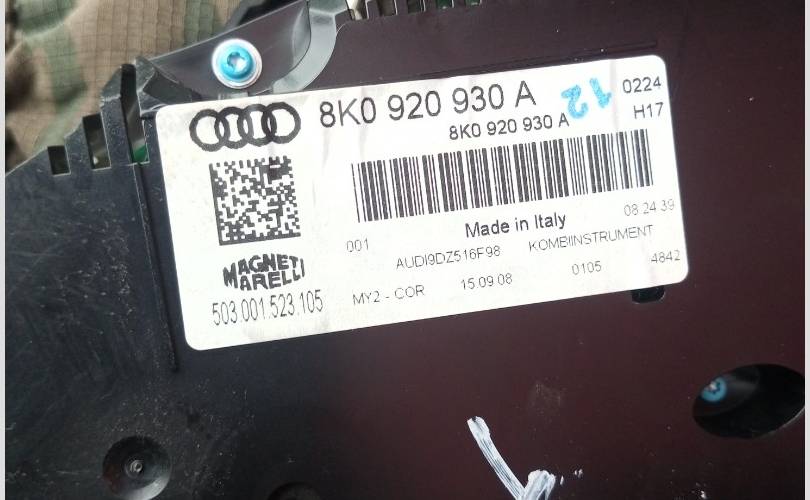 8K0 920 930 A
12
0224
8K0 920 930 A
H17
001
Made in Italy
08.24.39
AUDI9DZ516F98
KOMBIINSTRUMENT
MAGNETI
MARELLI
503.001.523.105
MY2 - COR
15.09.08
0105
4842